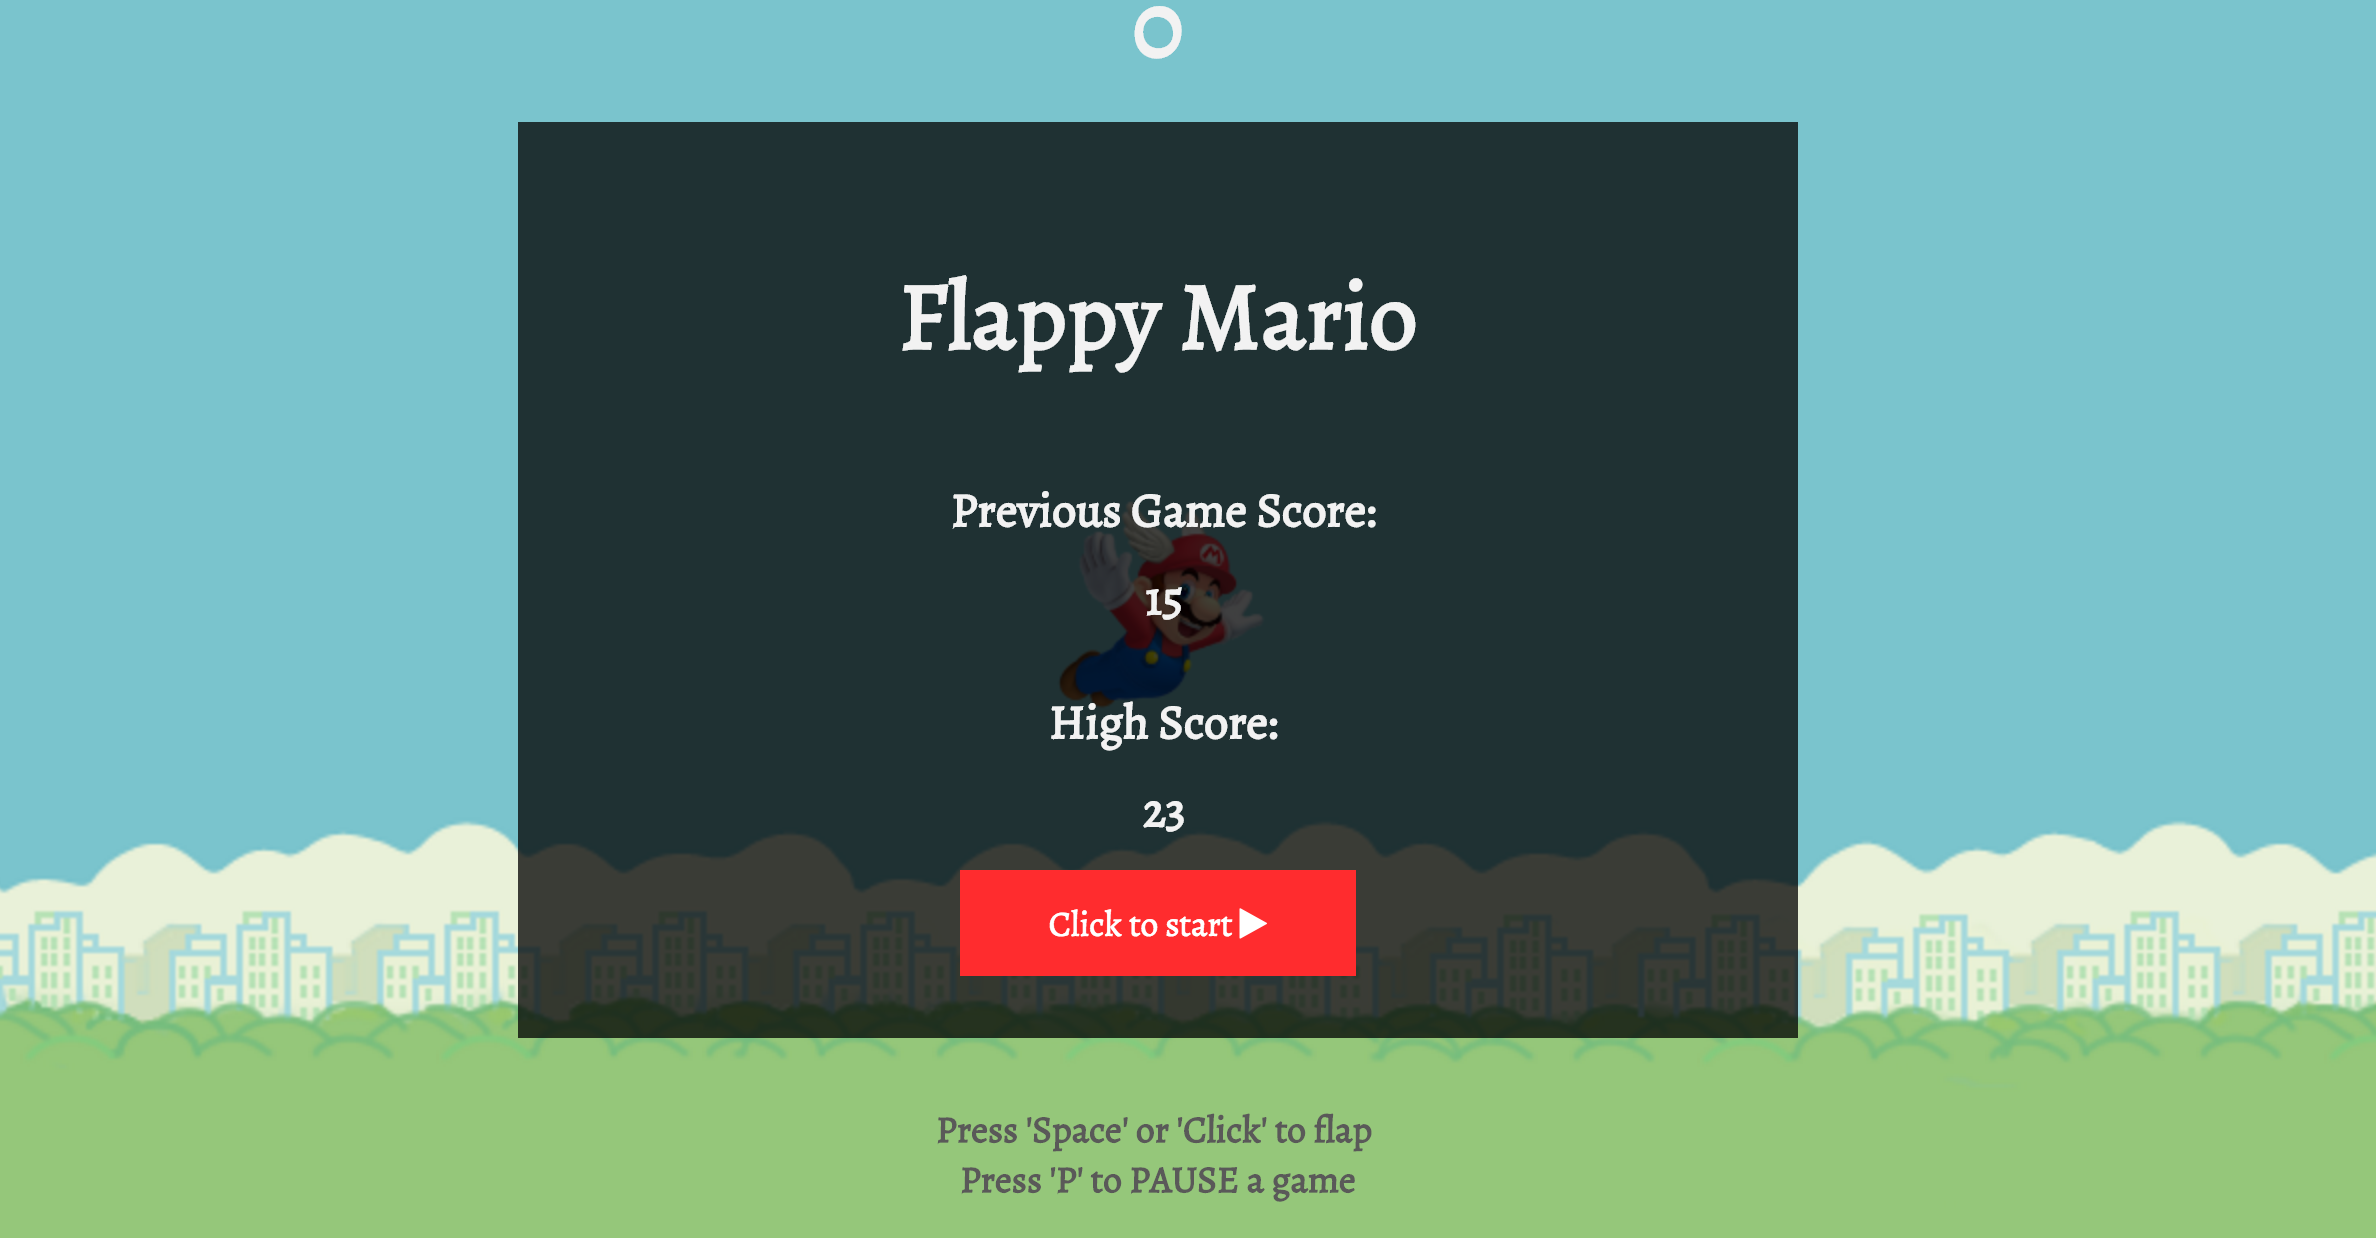 0
Flappy Mario
Previous Game Score:
15
High Score:
23
Click to start
Press 'Space' or 'Click' to flap
Press 'P' to PAUSE a game